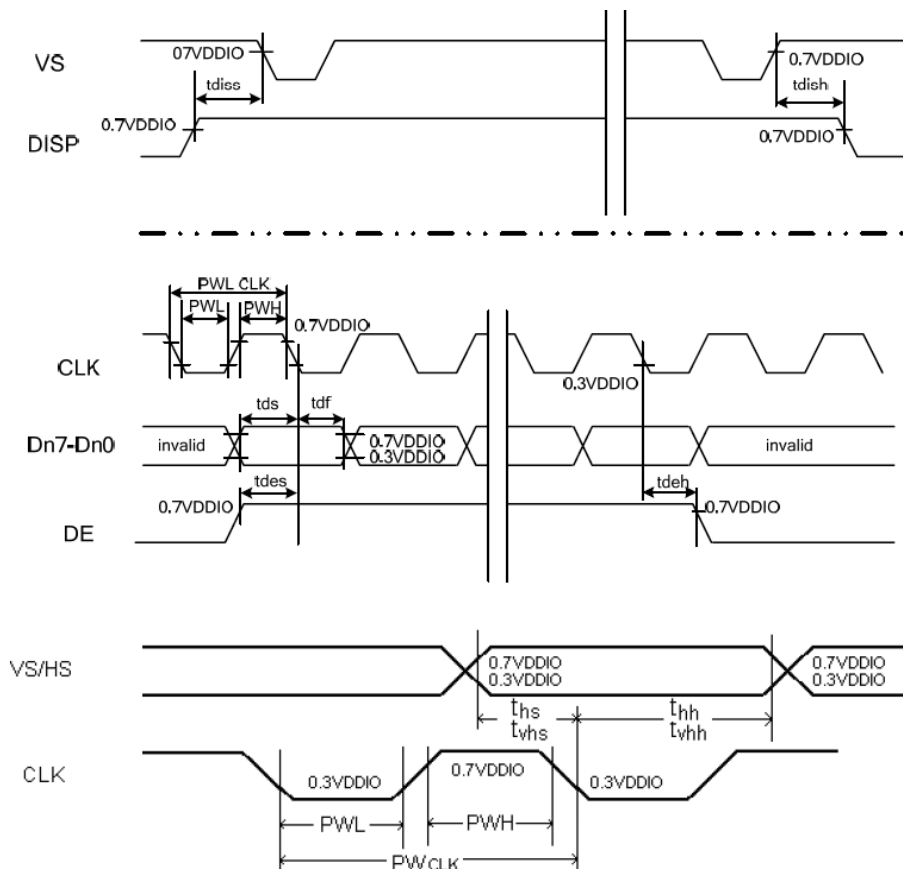 VS
07VDDIO
0.7VDDIO
tdiss
tdish
0.7VDDIO
0.7VDDIO
DISP
PWL CLK
PWL
PWH
0.7VDDIO
CLK
0.3VDDIO
tds
tdf
Dn7-Dn0
invalid
0.7VDDIO
0.3VDDIO
invalid
tdes
tdeh
0.7VDDIO
0.7VDDIO
DE
VS/HS
0.7VDDIO
0.3VDDIO
0.7VDDIO
0.3VDDIO
ths
tvhs
thh
tvhh
CLK
0.3VDDIO
0.7VDDIO
0.3VDDIO
PWL
PWH
PWCLK